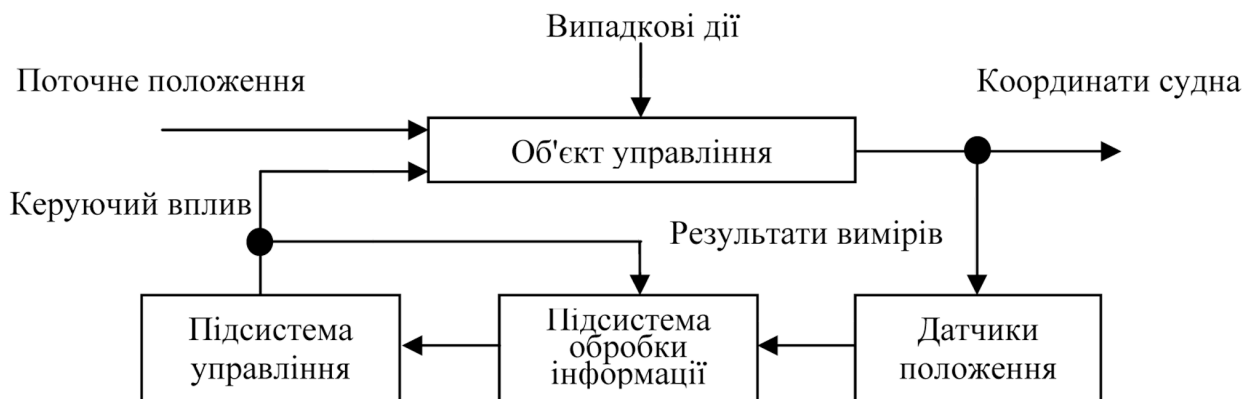 Випадкові дії
Поточне положення
Координати судна
Об'єкт управління
Керуючий вплив
Результати вимірів
Підсистема
управління
Підсистема
обробки
інформації
Датчики
положення